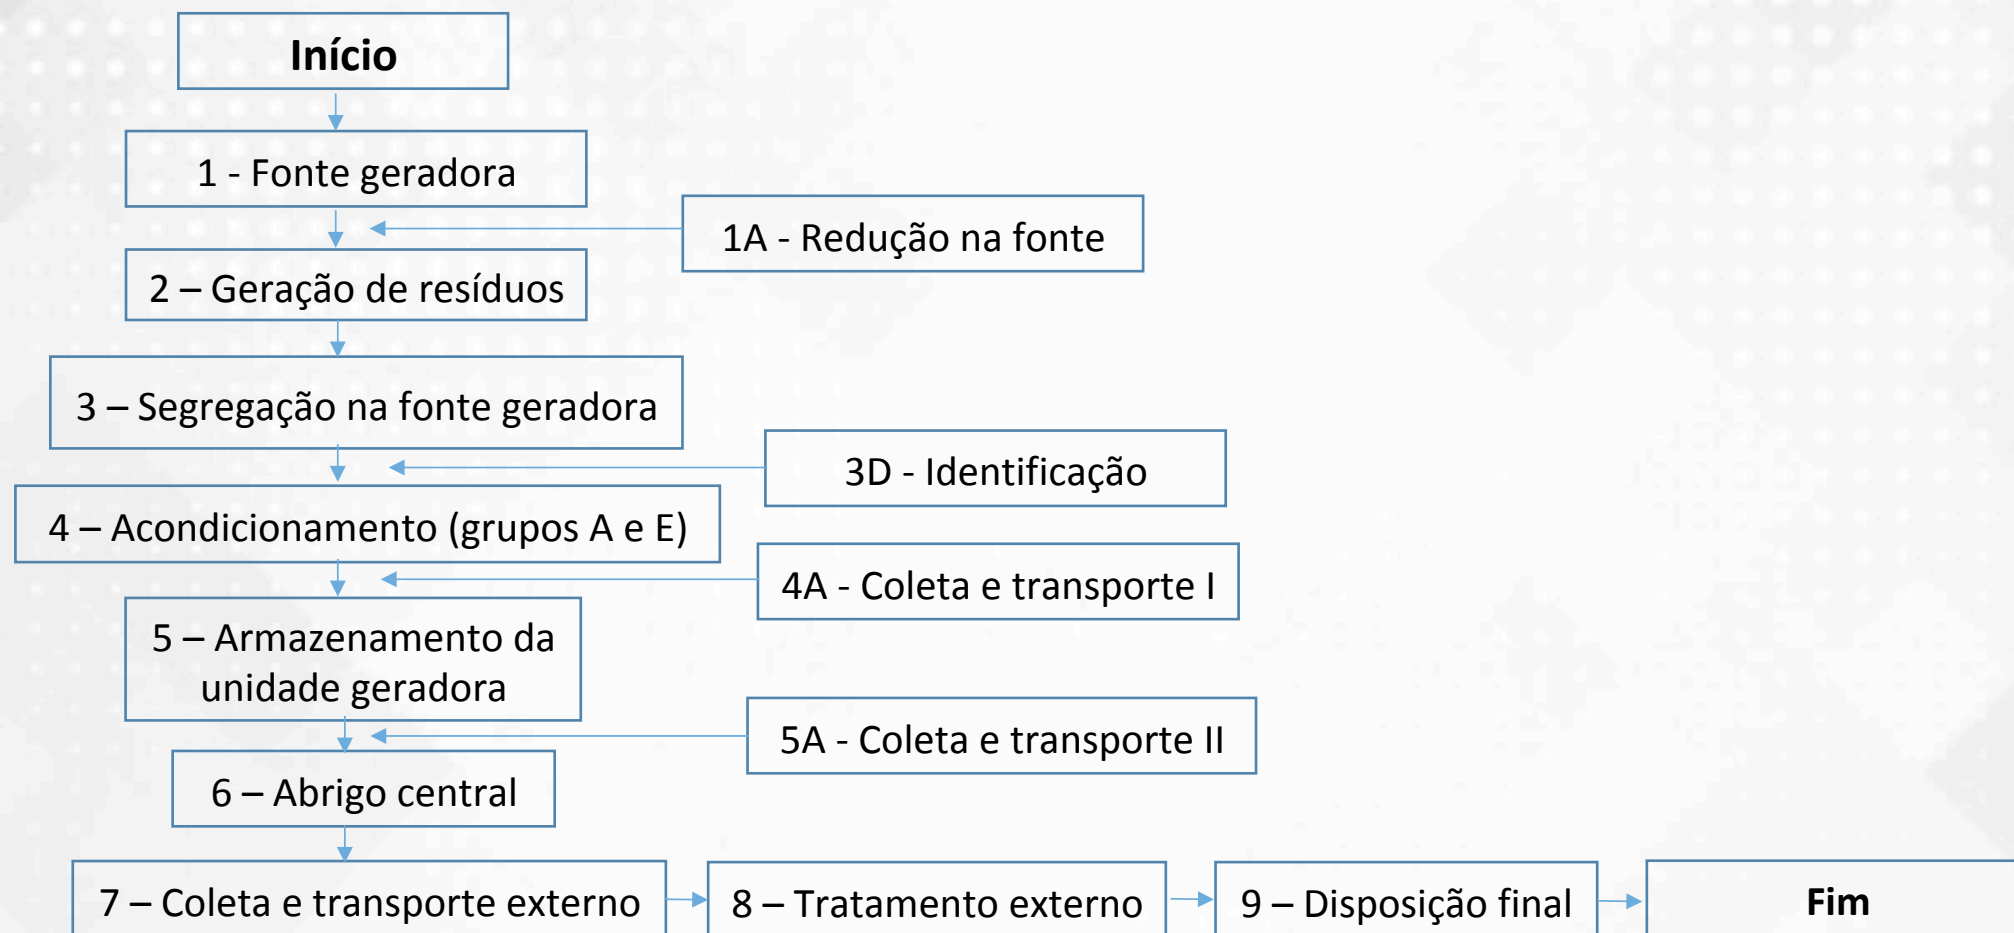 Início
1 - Fonte geradora
1A - Redução na fonte
2 – Geração de resíduos
3 – Segregação na fonte geradora
3D - Identificação
4 – Acondicionamento (grupos A e E)
4A - Coleta e transporte I
5 – Armazenamento da
unidade geradora
5A - Coleta e transporte II
6 – Abrigo central
7 – Coleta e transporte externo
8 – Tratamento externo
9 – Disposição final
Fim